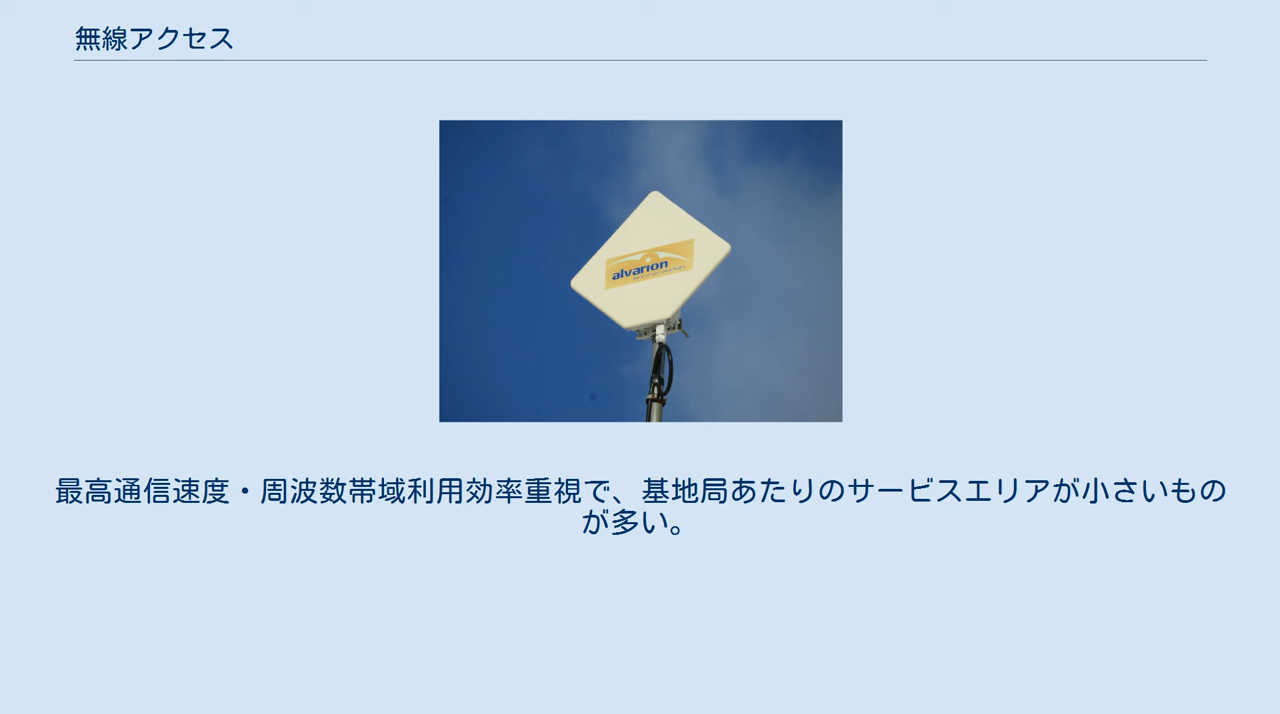 無線アクセス
alvarion
最高通信速度・周波数帯域利用効率重視で、基地局あたりのサービスエリアが小さいもの
が多い。